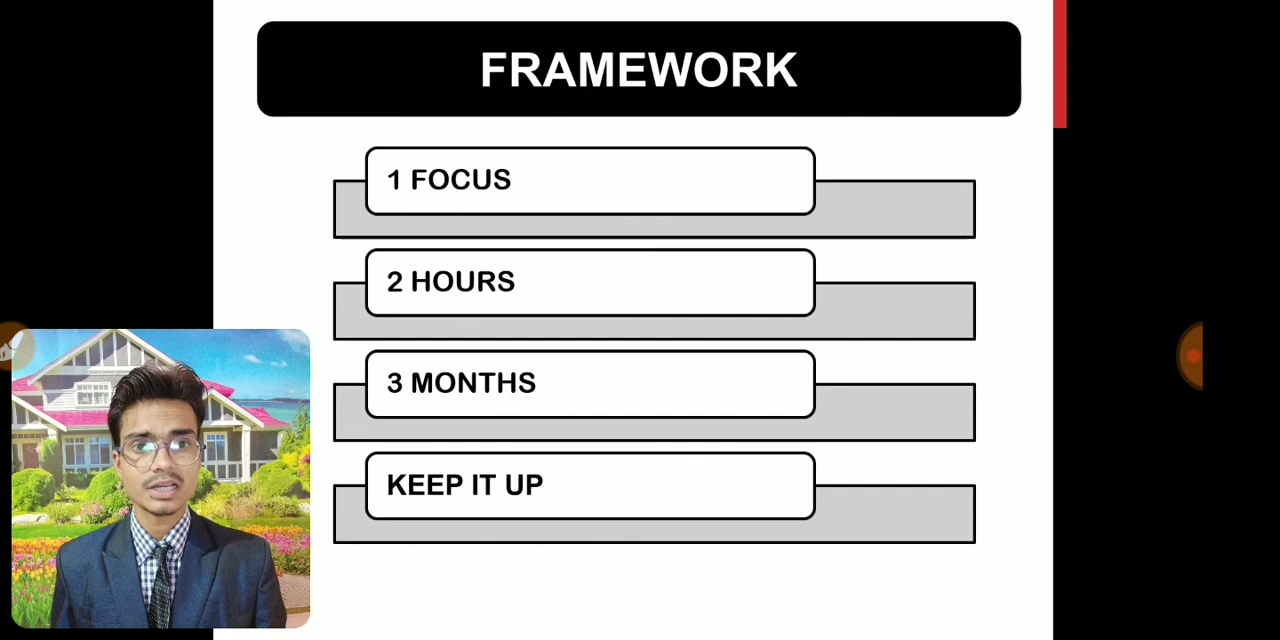 FRAMEWORK
1 FOCUS
2 HOURS
3 MONTHS
KEEP IT UP